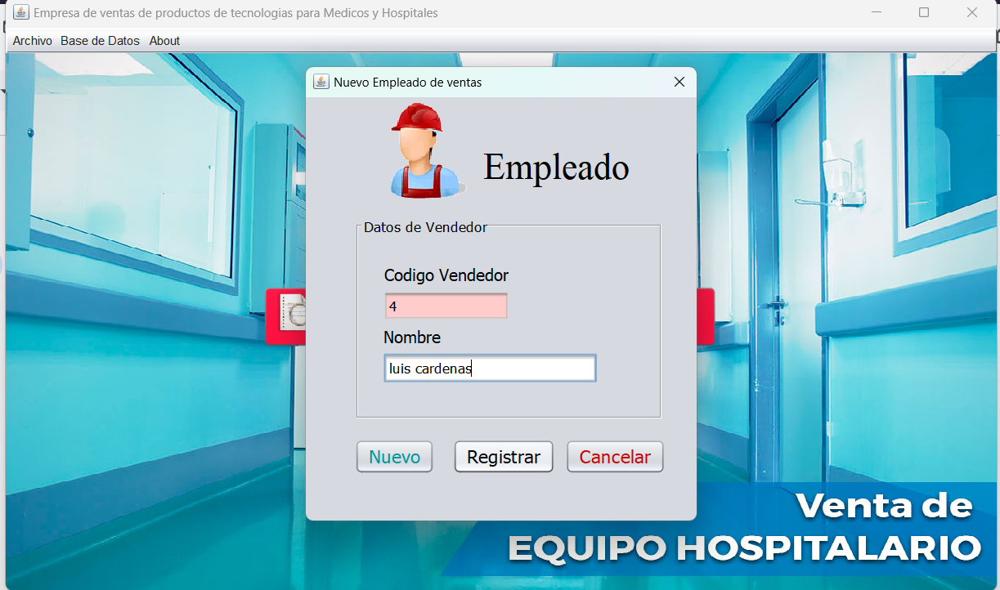 Empresa de ventas de productos de tecnologias para Medicos y Hospitales
Archivo Base de Datos About
Nuevo Empleado de ventas
Empleado
Datos de Vendedor
Codigo Vendedor
4
Nombre
luis cardenas
Nuevo Registrar Cancelar
Venta de
EQUIPO HOSPITALARIO